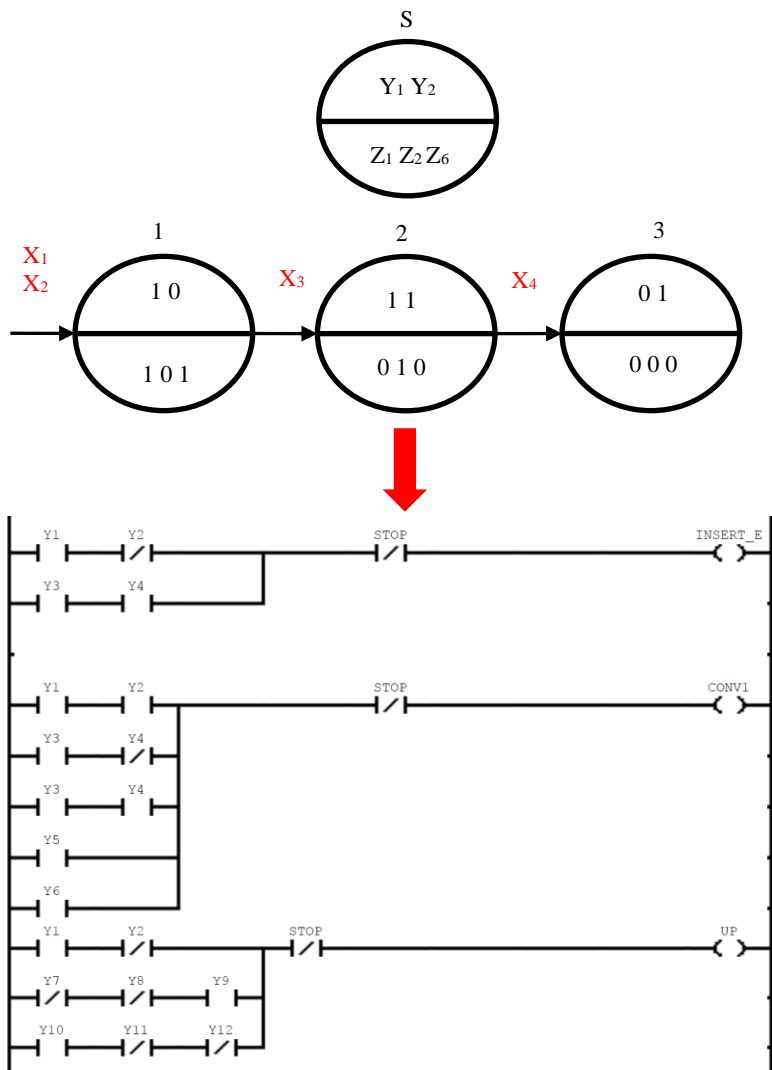 S
Y₁ Y₂
Z₁ Z₂ Z₆
1 2 3
X₁
X₂
X₃
X₄
1 0
1 1
0 1
1 0 1
0 1 0
0 0 0
Y1 Y2 STOP INSERT_E
Y3 Y4
Y1 Y2 STOP CONV1
Y3 Y4
Y3 Y4
Y5
Y6
Y1 Y2 STOP UP
Y7 Y8 Y9
Y10 Y11 Y12